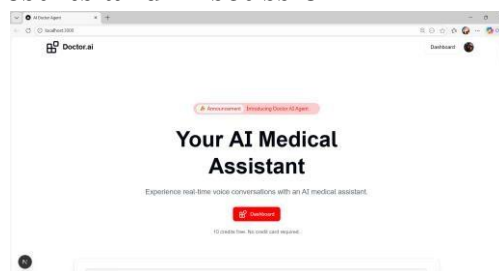 AI Doctor Agent
localhost:3000
Doctor.ai
Dashboard
Announcement Introducing Doctor AI Agent
Your AI Medical
Assistant
Experience real-time voice conversations with an AI medical assistant.
Dashboard
10 credits free. No credit card required.
N